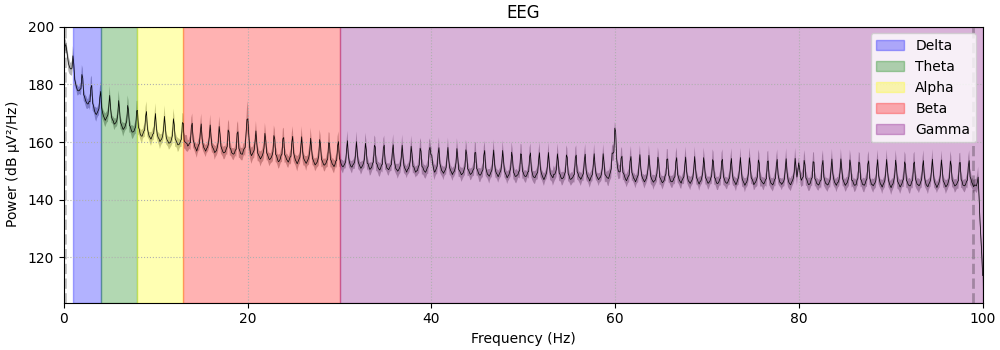 EEG
Power (dB µV²/Hz)
200
180
160
140
120
0
20
40
60
80
100
Frequency (Hz)
Delta
Theta
Alpha
Beta
Gamma